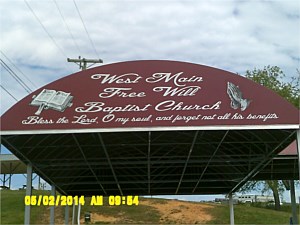 West Main
Free Will
Baptist Church
Bless the Lord, O my soul, and forget not all his benefits
05/02/2014 AM 09:54